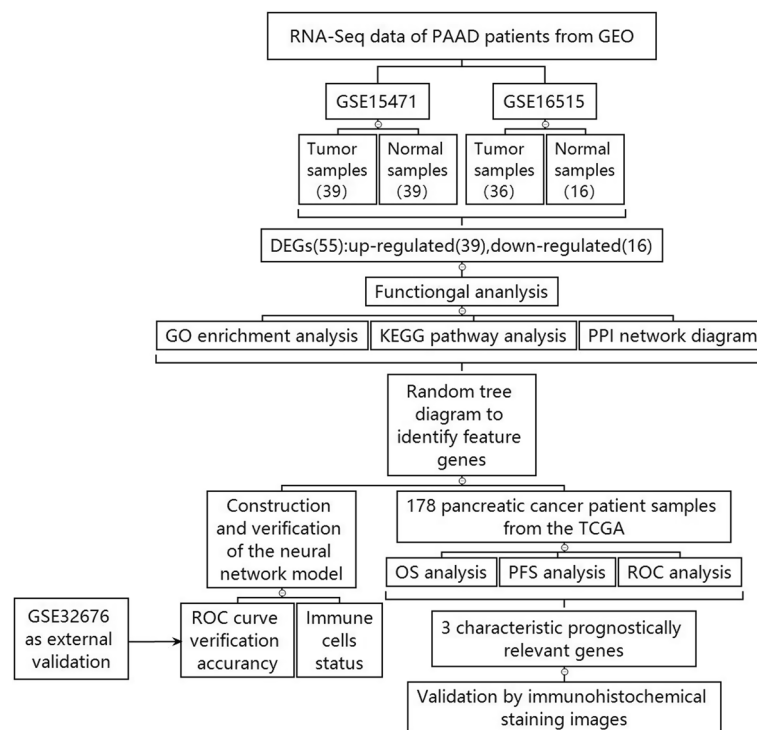 RNA-Seq data of PAAD patients from GEO
GSE15471
GSE16515
Tumor
samples
(39)
Normal
samples
(39)
Tumor
samples
(36)
Normal
samples
(16)
DEGs(55):up-regulated(39),down-regulated(16)
Functiongal ananlysis
GO enrichment analysis
KEGG pathway analysis
PPI network diagram
Random tree
diagram to
identify feature
genes
Construction
and verification
of the neural
network model
178 pancreatic cancer patient samples
from the TCGA
OS analysis
PFS analysis
ROC analysis
GSE32676
as external
validation
ROC curve
verification
accurancy
Immune
cells
status
3 characteristic prognostically
relevant genes
Validation by immunohistochemical
staining images